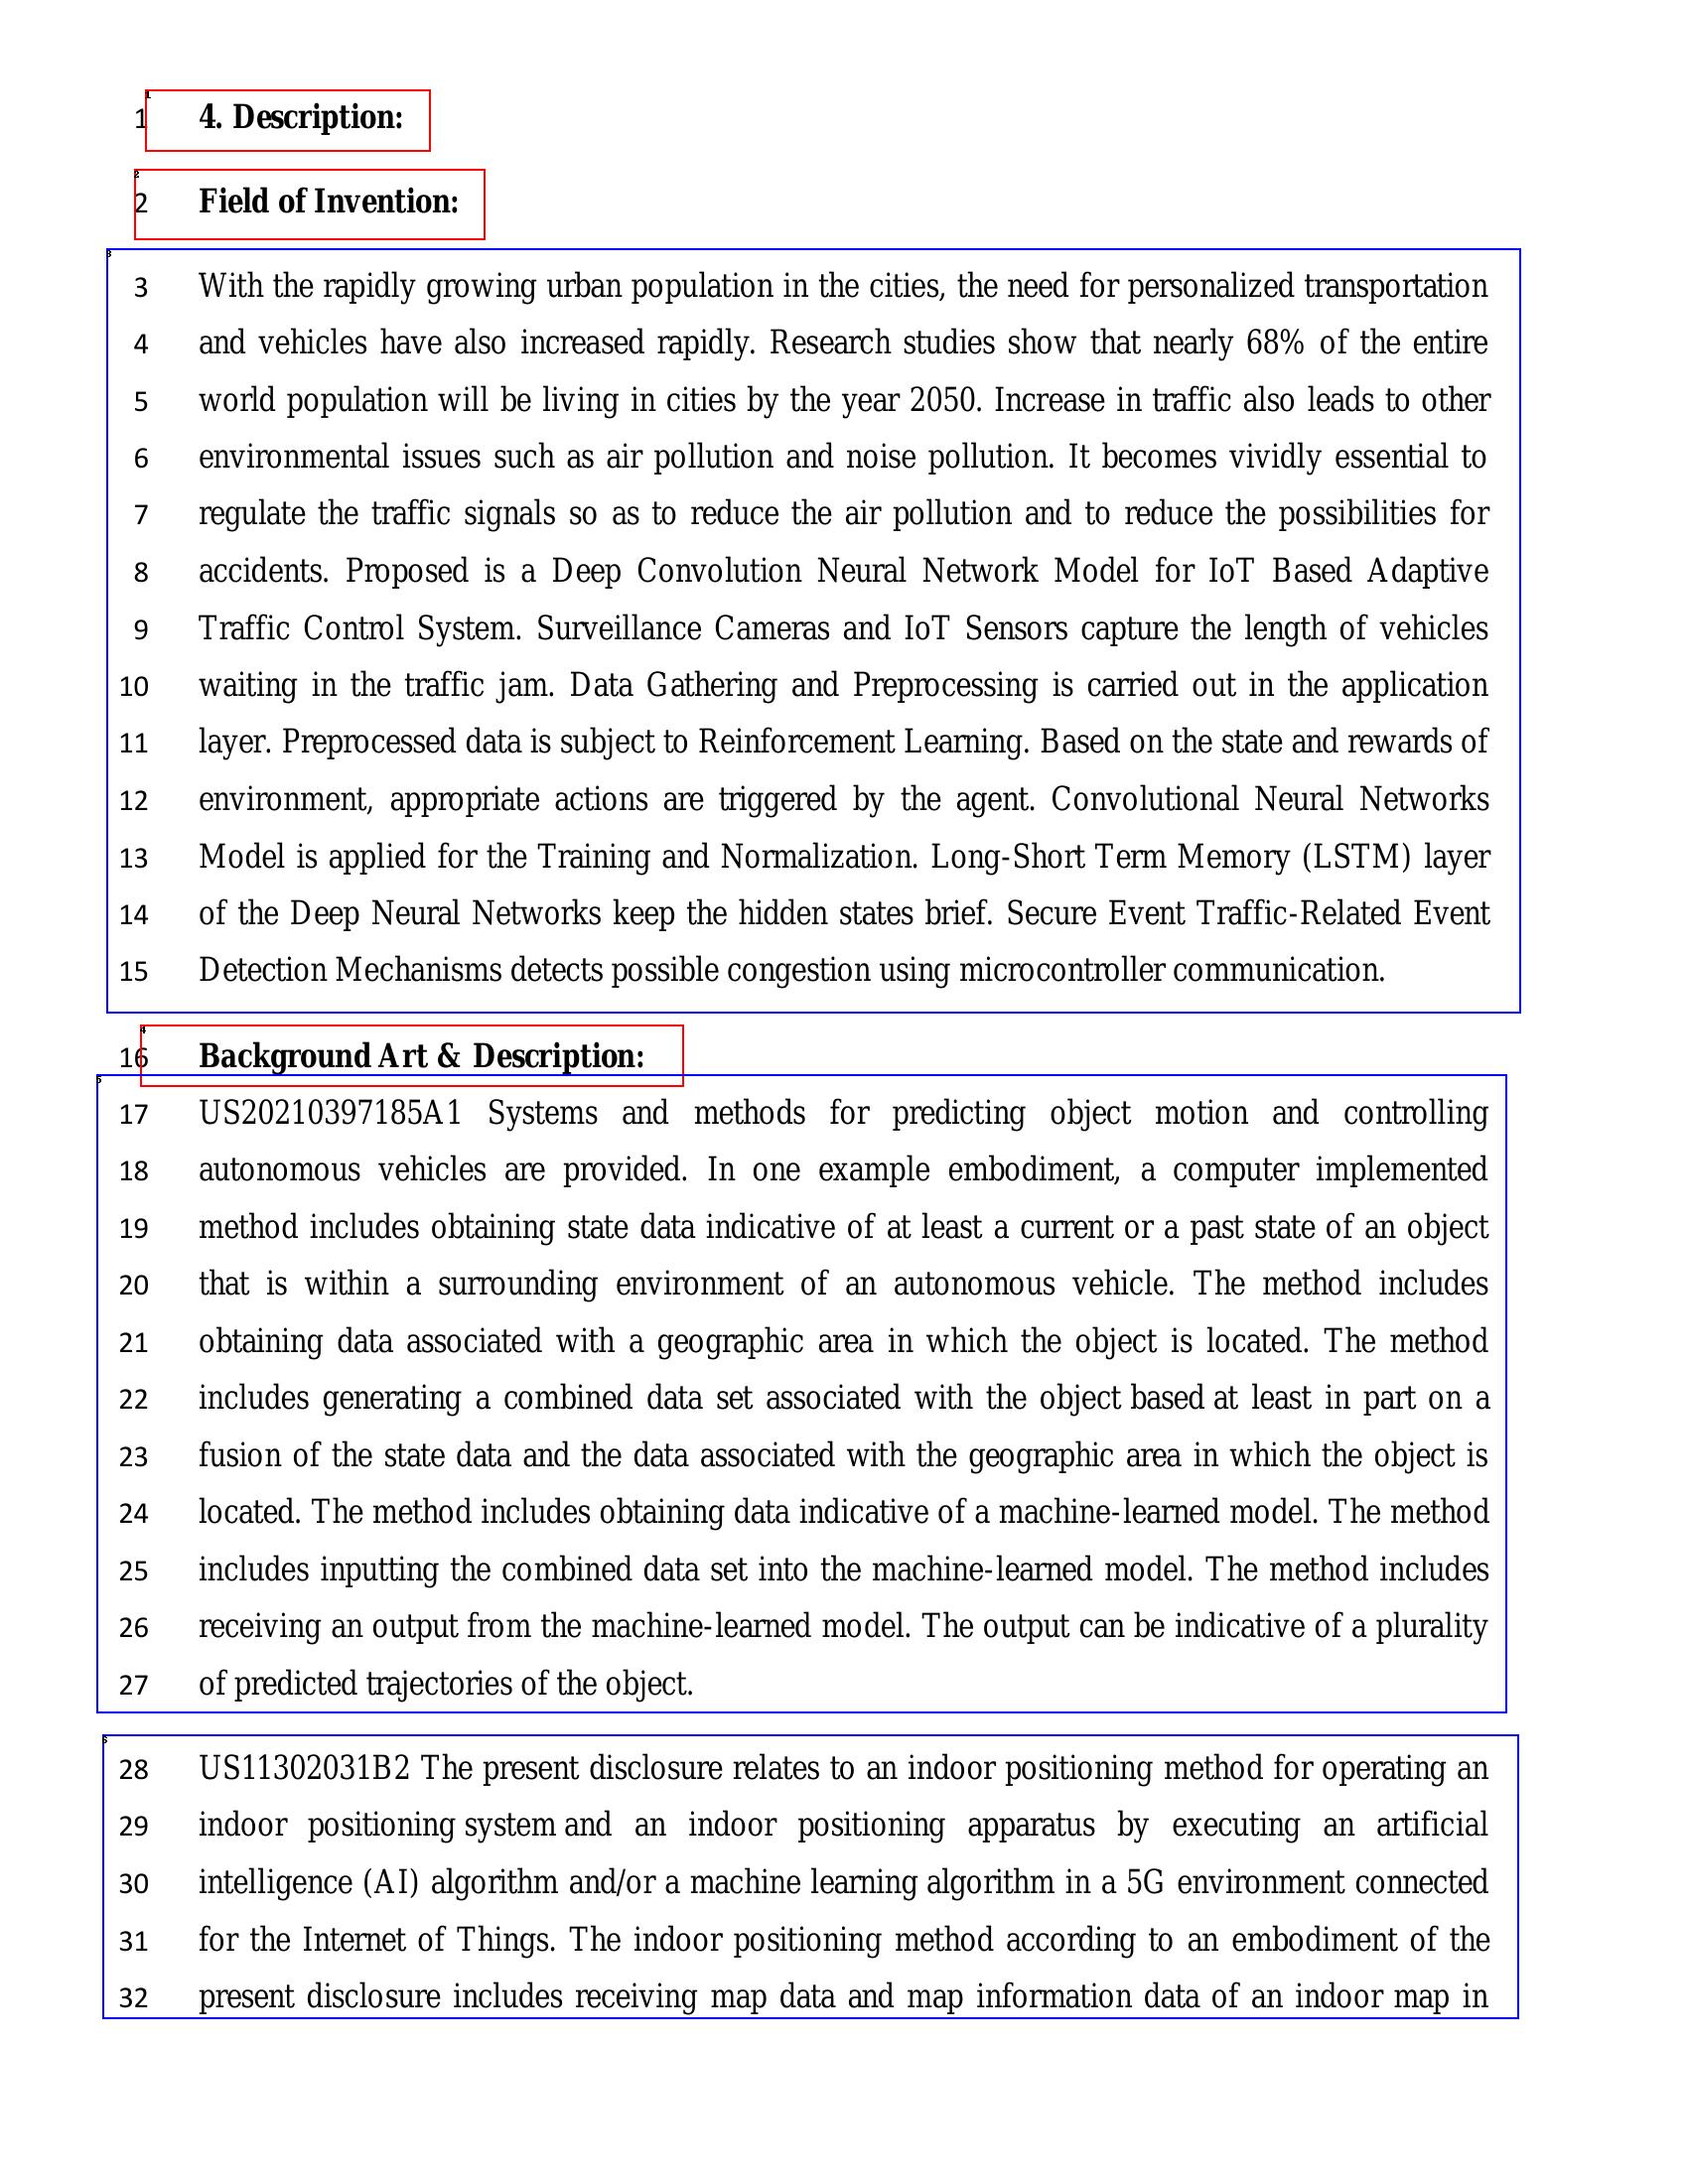 1 4. Description:
2 Field of Invention:
3 With the rapidly growing urban population in the cities, the need for personalized transportation
4 and vehicles have also increased rapidly. Research studies show that nearly 68% of the entire
5 world population will be living in cities by the year 2050. Increase in traffic also leads to other
6 environmental issues such as air pollution and noise pollution. It becomes vividly essential to
7 regulate the traffic signals so as to reduce the air pollution and to reduce the possibilities for
8 accidents. Proposed is a Deep Convolution Neural Network Model for IoT Based Adaptive
9 Traffic Control System. Surveillance Cameras and IoT Sensors capture the length of vehicles
10 waiting in the traffic jam. Data Gathering and Preprocessing is carried out in the application
11 layer. Preprocessed data is subject to Reinforcement Learning. Based on the state and rewards of
12 environment, appropriate actions are triggered by the agent. Convolutional Neural Networks
13 Model is applied for the Training and Normalization. Long-Short Term Memory (LSTM) layer
14 of the Deep Neural Networks keep the hidden states brief. Secure Event Traffic-Related Event
15 Detection Mechanisms detects possible congestion using microcontroller communication.
16 Background Art & Description:
17 US20210397185A1 Systems and methods for predicting object motion and controlling
18 autonomous vehicles are provided. In one example embodiment, a computer implemented
19 method includes obtaining state data indicative of at least a current or a past state of an object
20 that is within a surrounding environment of an autonomous vehicle. The method includes
21 obtaining data associated with a geographic area in which the object is located. The method
22 includes generating a combined data set associated with the object based at least in part on a
23 fusion of the state data and the data associated with the geographic area in which the object is
24 located. The method includes obtaining data indicative of a machine-learned model. The method
25 includes inputting the combined data set into the machine-learned model. The method includes
26 receiving an output from the machine-learned model. The output can be indicative of a plurality
27 of predicted trajectories of the object.
28 US11302031B2 The present disclosure relates to an indoor positioning method for operating an
29 indoor positioning system and an indoor positioning apparatus by executing an artificial
30 intelligence (AI) algorithm and/or a machine learning algorithm in a 5G environment connected
31 for the Internet of Things. The indoor positioning method according to an embodiment of the
32 present disclosure includes receiving map data and map information data of an indoor map in